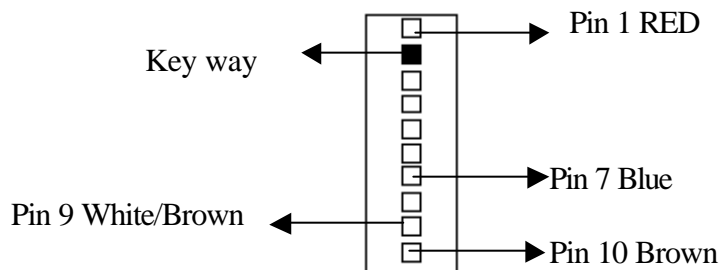 Pin 1 RED
Key way
Pin 7 Blue
Pin 9 White/Brown
Pin 10 Brown